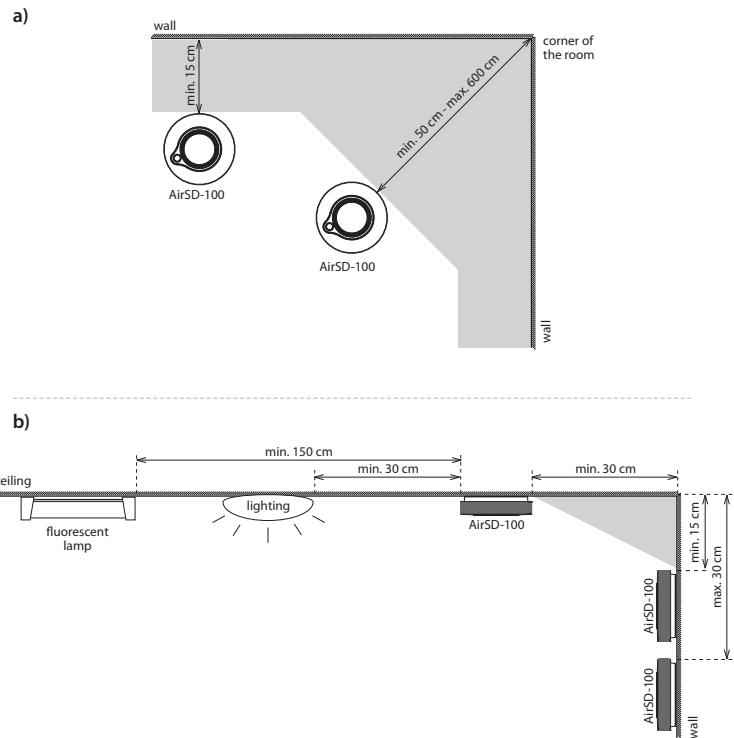 a)
wall
corner of
the room
min. 15 cm
min. 50 cm - max. 600 cm
AirSD-100
AirSD-100
wall
b)
min. 150 cm
min. 30 cm
min. 30 cm
eiling
lighting
fluorescent
lamp
AirSD-100
min. 15 cm
max. 30 cm
AirSD-100
AirSD-100
wall